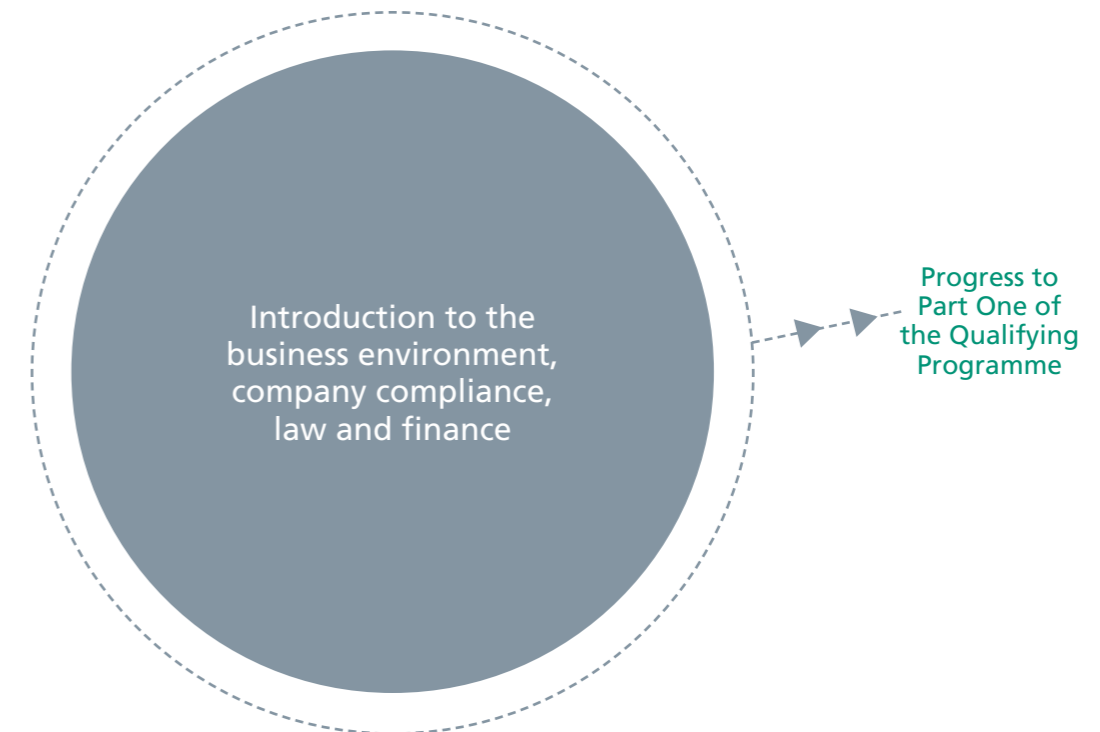 Introduction to the
business environment,
company compliance,
law and finance
Progress to
Part One of
the Qualifying
Programme